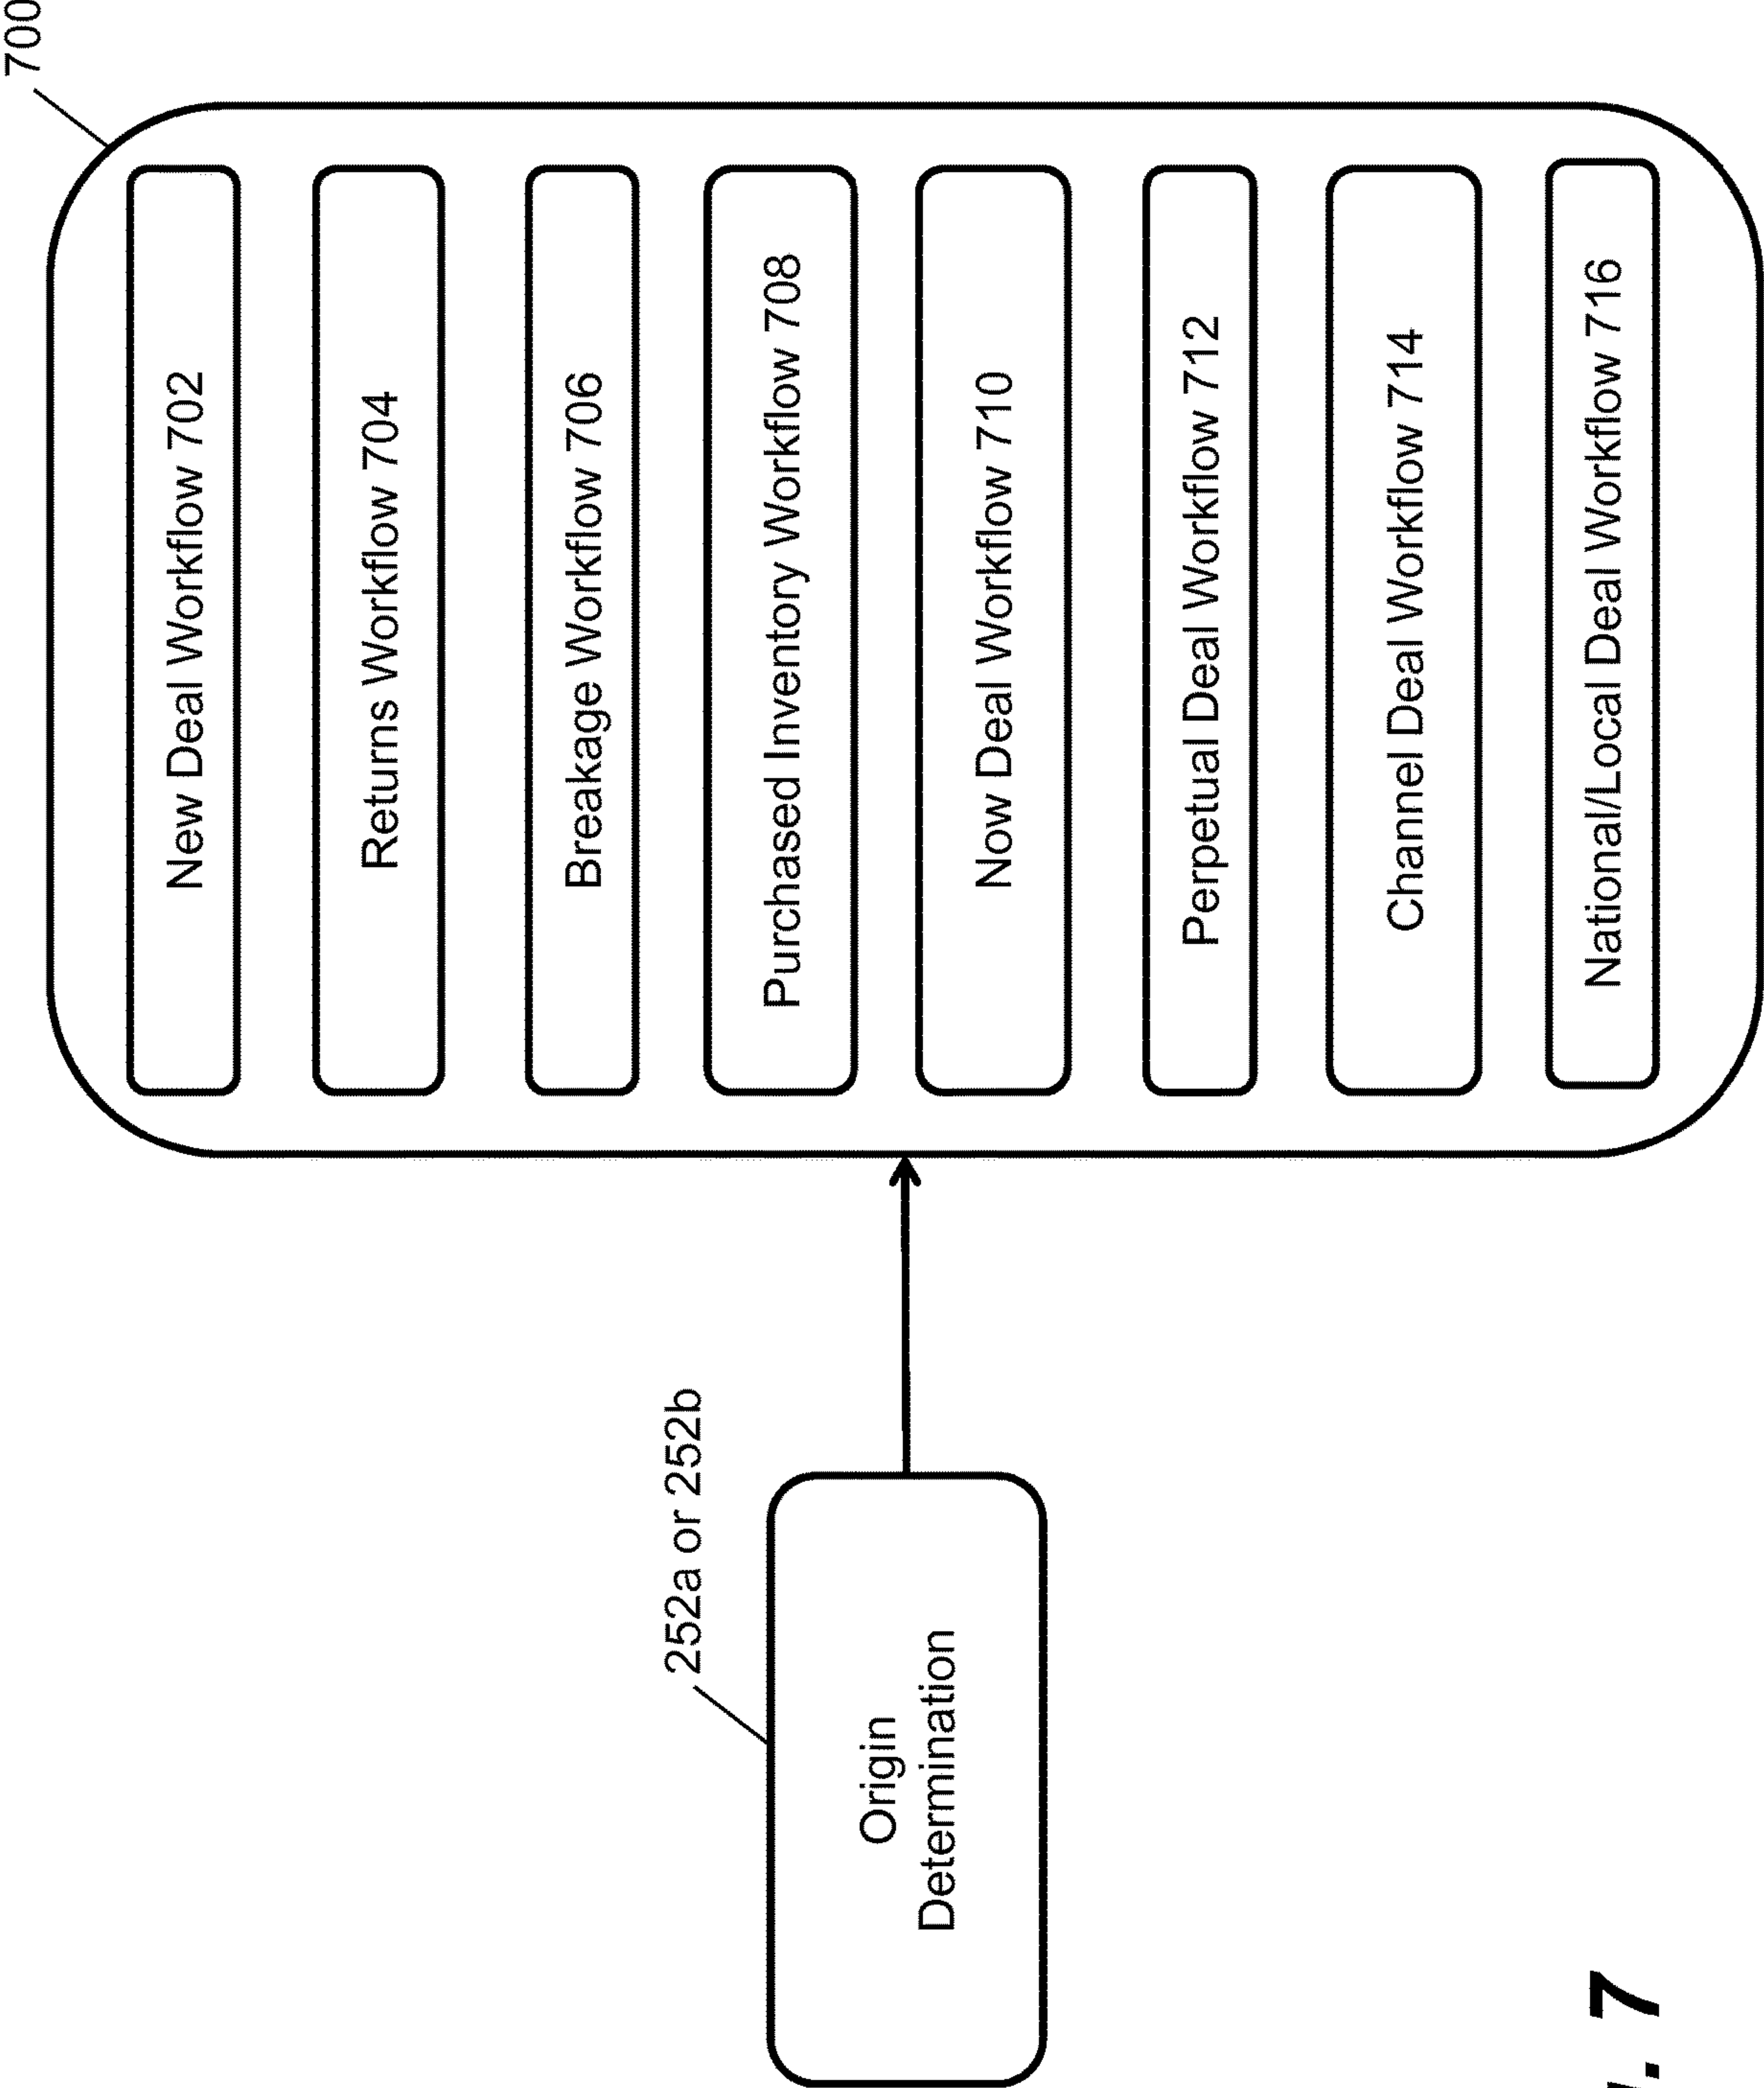 700
New Deal Workflow 702
Returns Workflow 704
Breakage Workflow 706
Purchased Inventory Workflow 708
Now Deal Workflow 710
Perpetual Deal Workflow 712
Channel Deal Workflow 714
National/Local Deal Workflow 716
252a or 252b
Origin
Determination
7